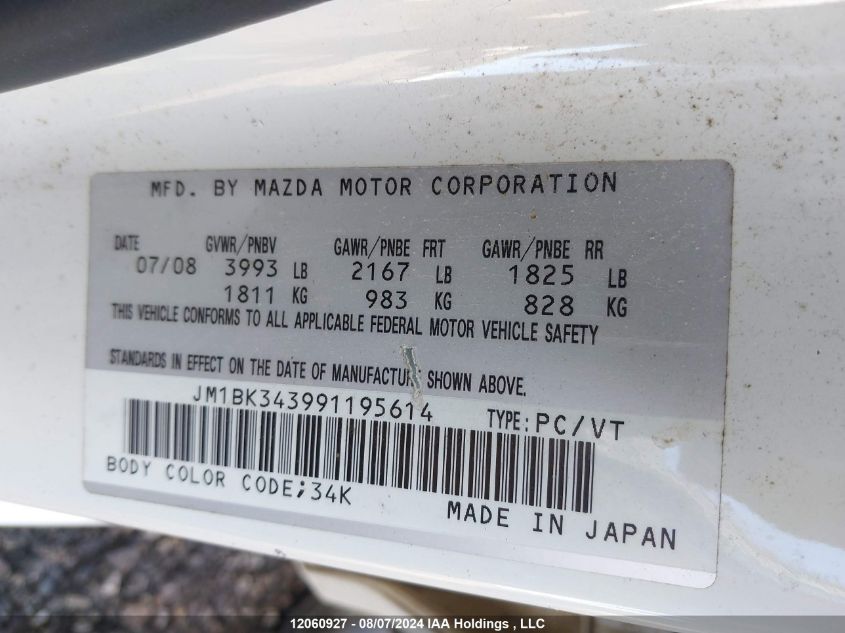 MFD. BY MAZDA MOTOR CORPORATION
DATE GVWR/PNBV GAWR/PNBE FRT GAWR/PNBE RR
07/08 3993 LB 2167 LB 1825 LB
1811 KG 983 KG 828 KG
THIS VEHICLE CONFORMS TO ALL APPLICABLE FEDERAL MOTOR VEHICLE SAFETY
STANDARDS IN EFFECT ON THE DATE OF MANUFACTURE SHOWN ABOVE.
JM1BK343991195614 TYPE:PC/VT
BODY COLOR CODE;34K
MADE IN JAPAN
12060927 - 08/07/2024 IAA Holdings , LLC